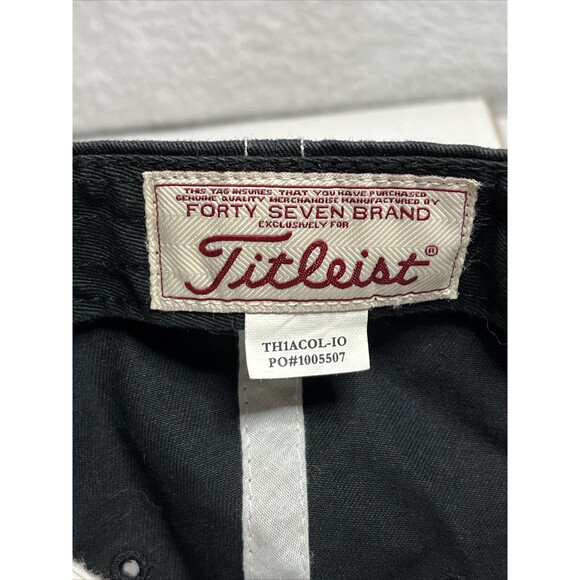 THIS TAG INSURES THAT YOU HAVE PURCHASED
GENUINE QUALITY MERCHANDISE MANUFACTURED BY
FORTY SEVEN BRAND
EXCLUSIVELY FOR
Titleist®
TH1ACOL-IO
PO#1005507